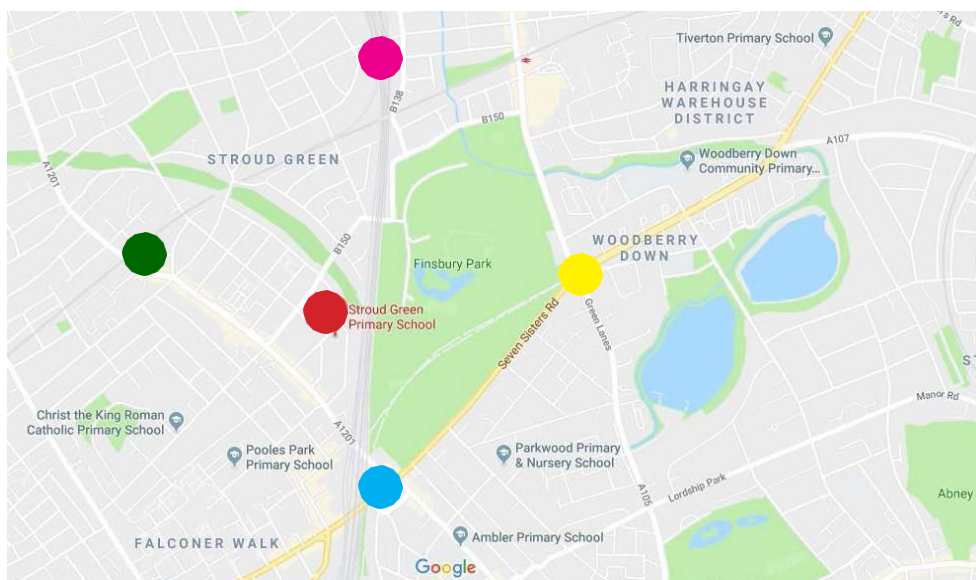 Tiverton Primary School
HARRINGAY
WAREHOUSE
DISTRICT
B138
B150
A107
STROUD GREEN
Woodberry Down
Community Primary...
A1201
B150
WOODBERRY
DOWN
Finsbury Park
Green Lanes
Stroud Green
Primary School
Seven Sisters Rd
Manor Rd
Christ the King Roman
Catholic Primary School
A1201
Pooles Park
Primary School
Parkwood Primary
& Nursery School
Lordship Park
A105
Abney
FALCONER WALK
Ambler Primary School
Google